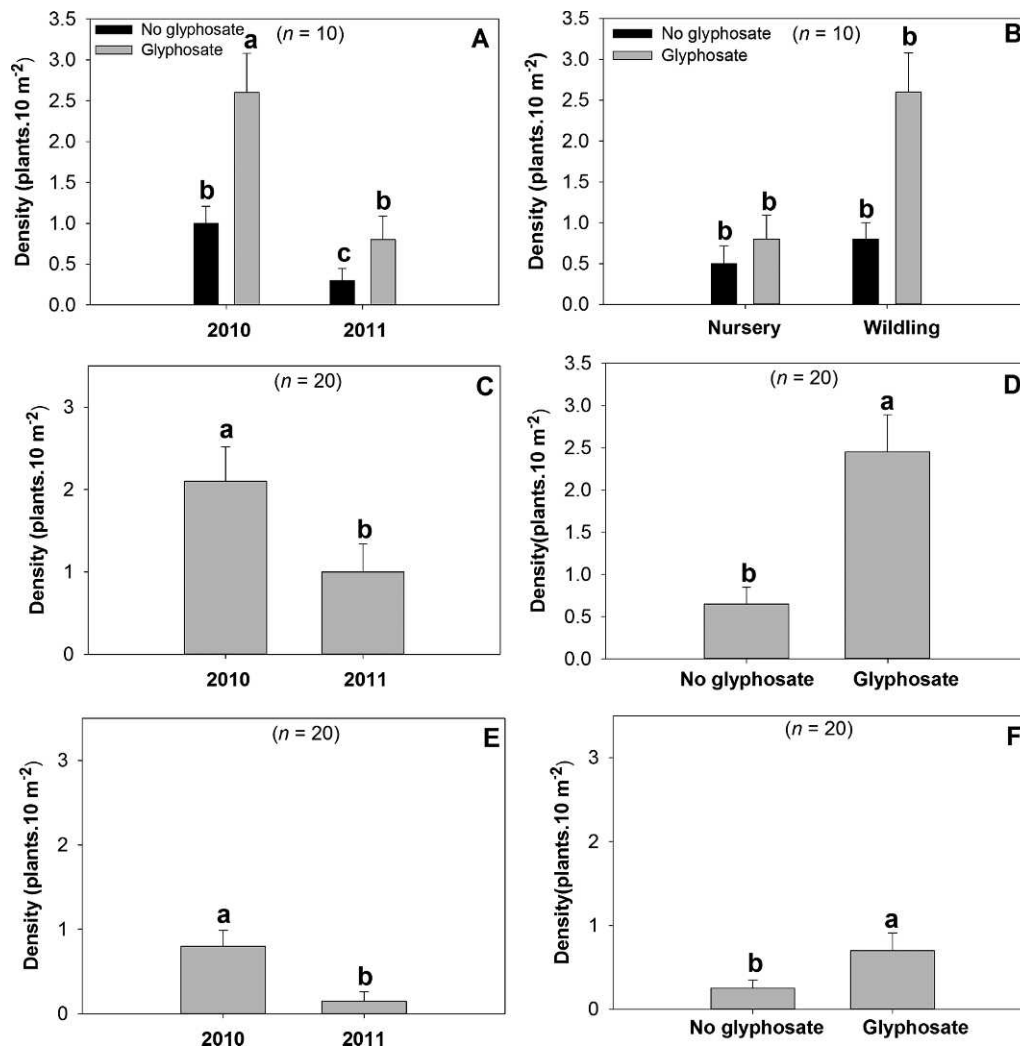 No glyphosate
Glyphosate
(n = 10)
A
Density (plants.10 m-2)
3.5
3.0
2.5
2.0
1.5
1.0
0.5
0.0
b
a
c
b
2010 2011
No glyphosate
Glyphosate
(n = 10)
B
Density (plants.10 m-2)
3.5
3.0
2.5
2.0
1.5
1.0
0.5
0.0
b
b
b
b
Nursery Wildling
(n = 20)
C
Density (plants.10 m-2)
3
2
1
0
a
b
2010 2011
(n = 20)
D
Density(plants.10 m-2)
3.5
3.0
2.5
2.0
1.5
1.0
0.5
0.0
b
a
No glyphosate Glyphosate
(n = 20)
E
Density (plants.10 m-2)
3
2
1
0
a
b
2010 2011
(n = 20)
F
Density(plants.10 m-2)
3
2
1
0
b
a
No glyphosate Glyphosate